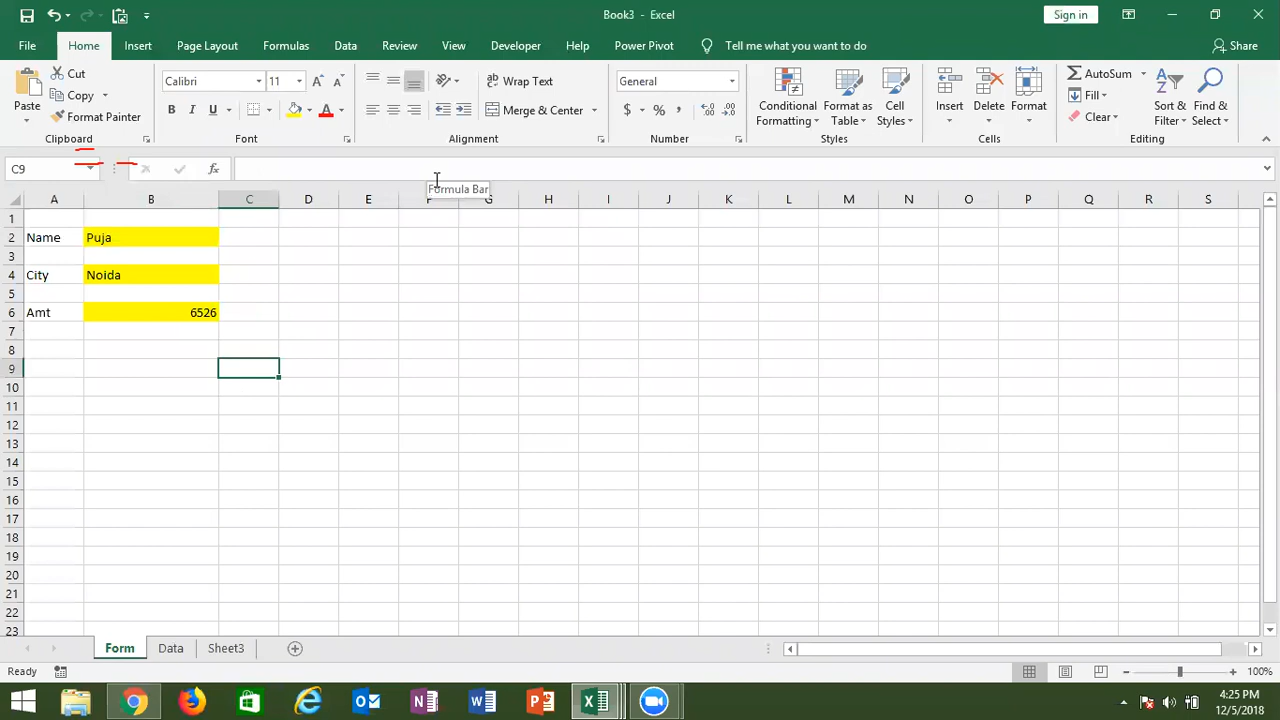 Book3 - Excel
Sign in
File Home Insert Page Layout Formulas Data Review View Developer Help Power Pivot Tell me what you want to do Share
Paste
Cut
Copy
Format Painter
Calibri 11
B I U
Wrap Text
Merge & Center
General
$ % ,
Conditional Formatting
Format as Table
Cell Styles
Insert
Delete
Format
AutoSum
Fill
Clear
Sort & Filter
Find & Select
Clipboard Font Alignment Number Styles Cells Editing
C9 fx
Formula Bar
A B C D E F G H I J K L M N O P Q R S
1
2 Name Puja
3
4 City Noida
5
6 Amt 6526
7
8
9
10
11
12
13
14
15
16
17
18
19
20
21
22
23
Form Data Sheet3
Ready 100%
4:25 PM
12/5/2018